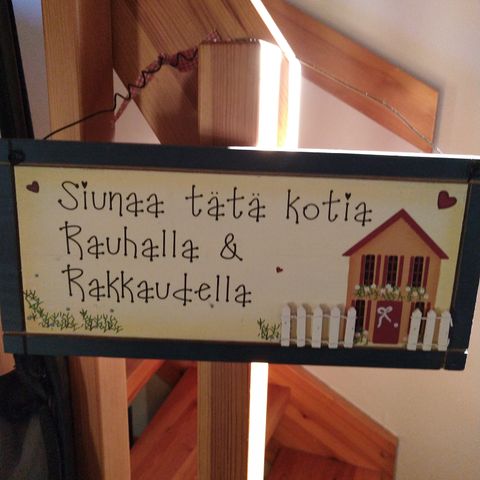 Siunaa tätä kotia
Rauhalla &
Rakkaudella